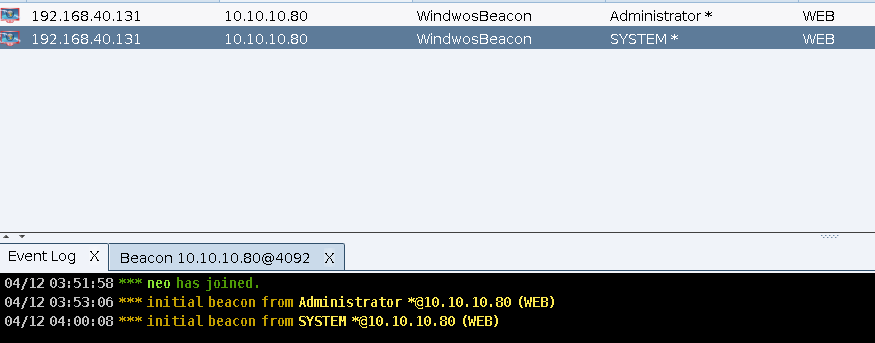 192.168.40.131 10.10.10.80 WindwosBeacon Administrator * WEB
192.168.40.131 10.10.10.80 WindwosBeacon SYSTEM * WEB
Event Log X Beacon 10.10.10.80@4092 X
04/12 03:51:58 *** neo has joined.
04/12 03:53:06 *** initial beacon from Administrator *@10.10.10.80 (WEB)
04/12 04:00:08 *** initial beacon from SYSTEM *@10.10.10.80 (WEB)